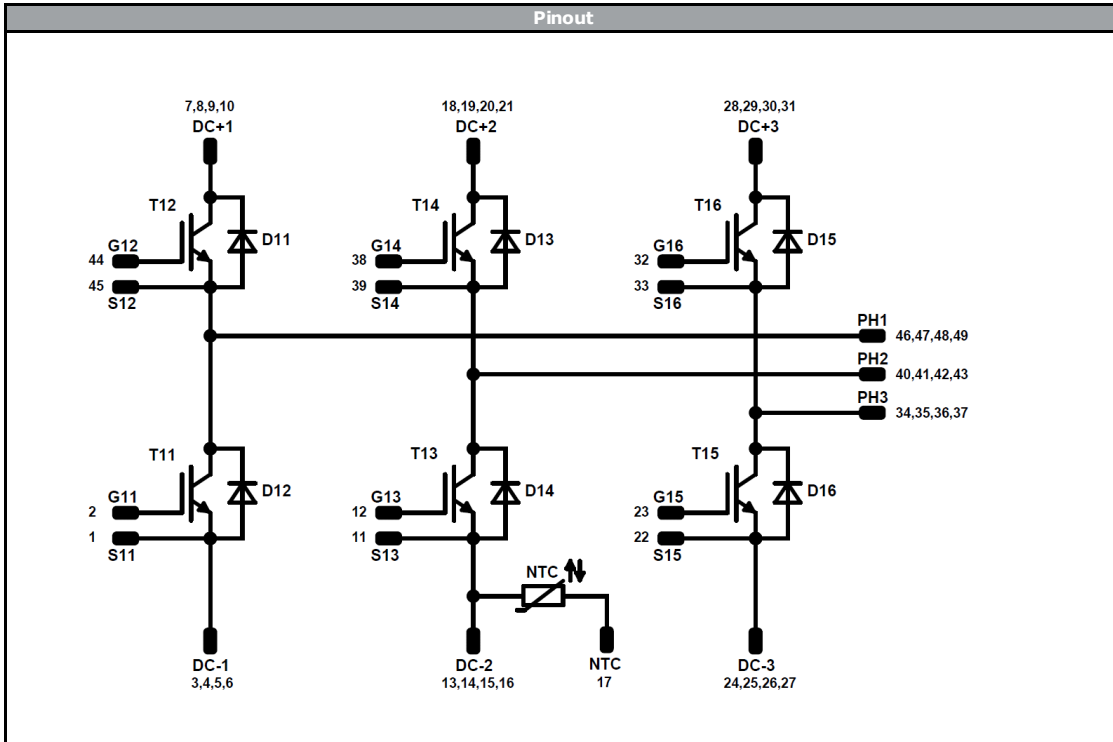 Pinout
7,8,9,10
DC+1
18,19,20,21
DC+2
28,29,30,31
DC+3
T12
T14
T16
G12
D11
G14
D13
G16
D15
44
38
32
45
39
33
S12
S14
S16
PH1
46,47,48,49
PH2
40,41,42,43
PH3
34,35,36,37
T11
T13
T15
G11
D12
G13
D14
G15
D16
2
12
23
1
11
22
S11
S13
S15
NTC
DC-1
DC-2
NTC
DC-3
3,4,5,6
13,14,15,16
17
24,25,26,27